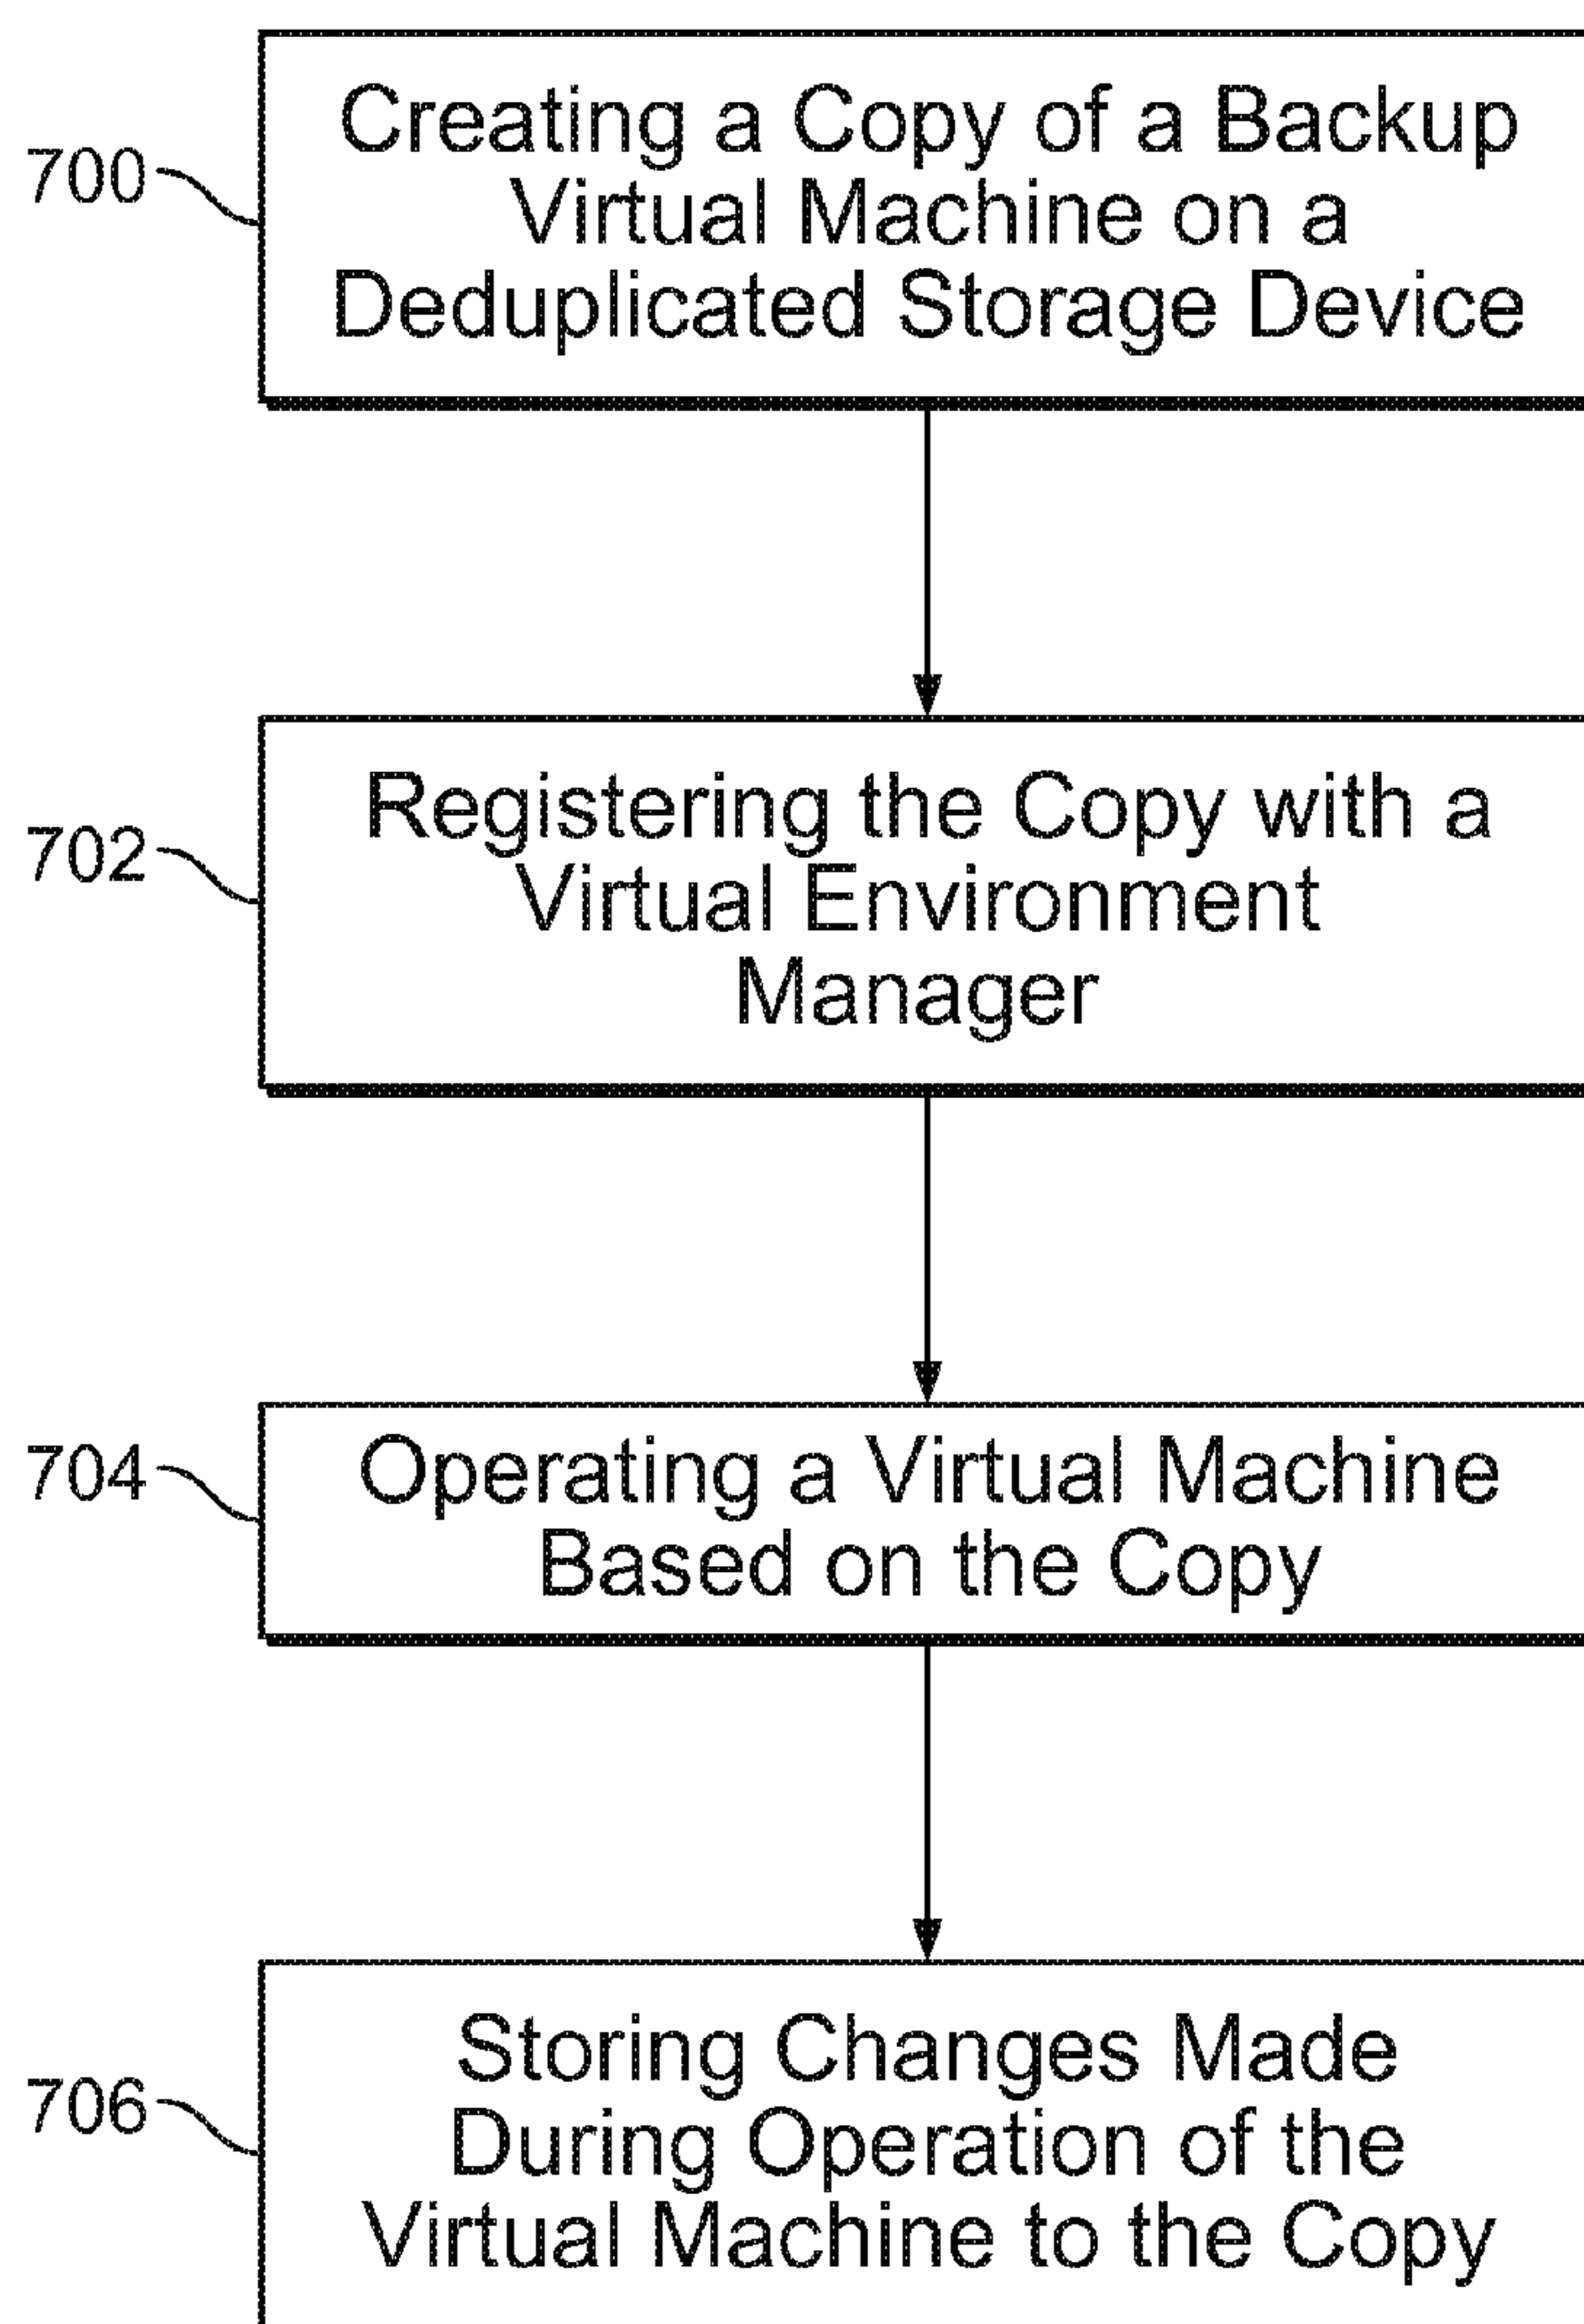 700
Creating a Copy of a Backup
Virtual Machine on a
Deduplicated Storage Device
702
Registering the Copy with a
Virtual Environment
Manager
704
Operating a Virtual Machine
Based on the Copy
706
Storing Changes Made
During Operation of the
Virtual Machine to the Copy